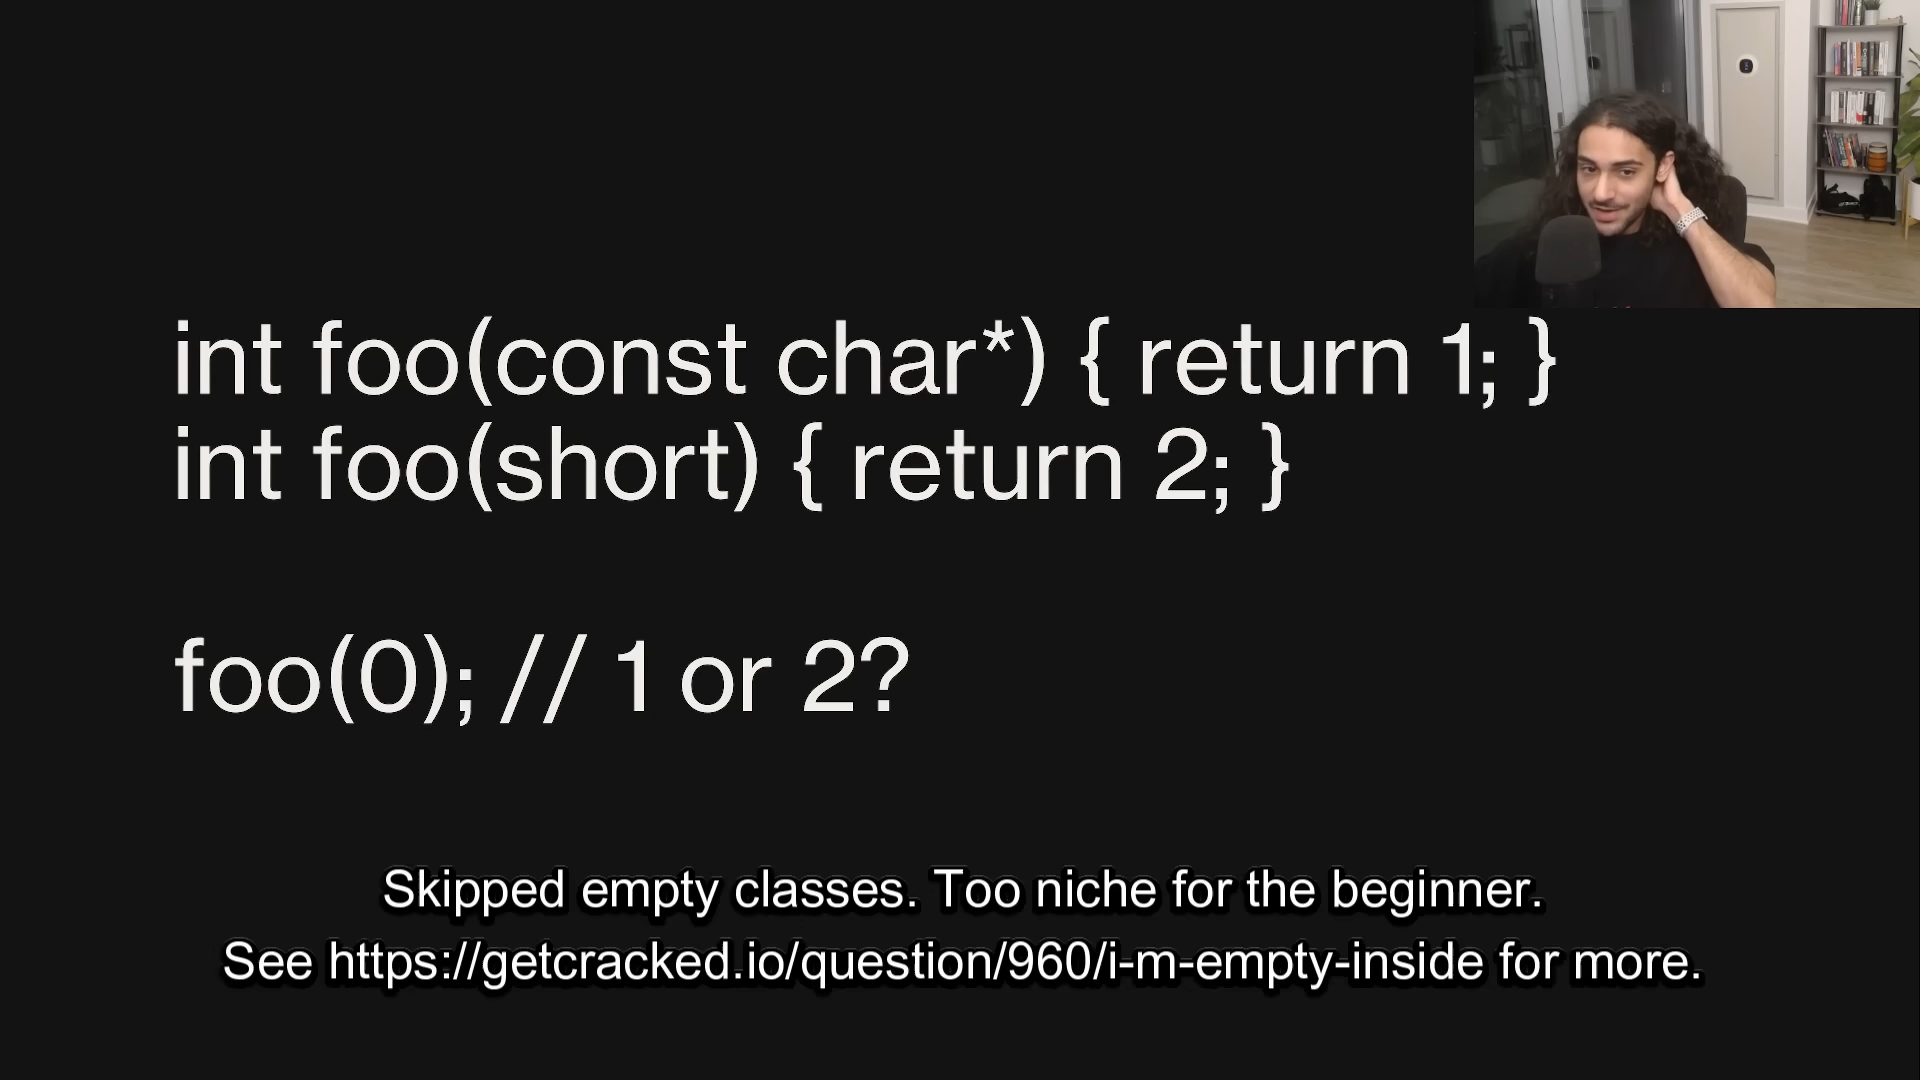 int foo(const char*) { return 1; }
int foo(short) { return 2; }
foo(0); // 1 or 2?
Skipped empty classes. Too niche for the beginner.
See https://getcracked.io/question/960/i-m-empty-inside for more.